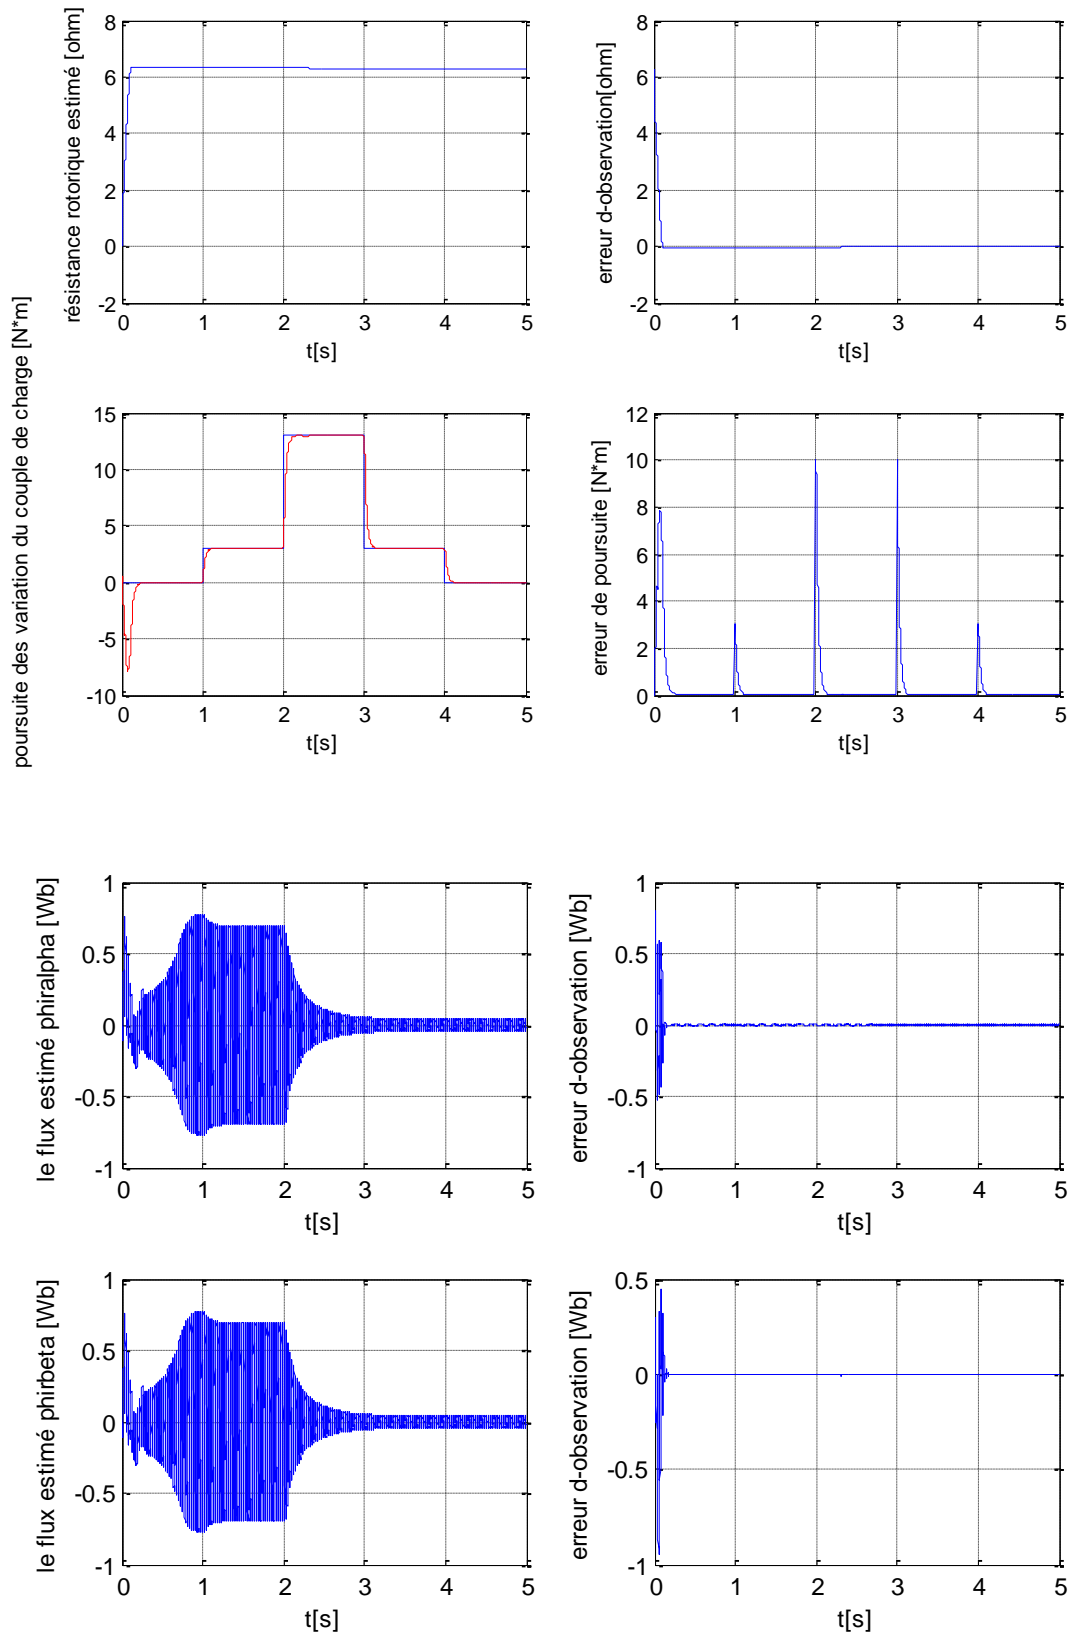 résistance rotorique estimé [ohm]
8
6
4
2
0
-2
0 1 2 3 4 5
t[s]
erreur d-observation[ohm]
8
6
4
2
0
-2
0 1 2 3 4 5
t[s]
poursuite des variation du couple de charge [N*m]
15
10
5
0
-5
-10
0 1 2 3 4 5
t[s]
erreur de poursuite [N*m]
12
10
8
6
4
2
0
0 1 2 3 4 5
t[s]
le flux estimé phiralpha [Wb]
1
0.5
0
-0.5
-1
0 1 2 3 4 5
t[s]
erreur d-observation [Wb]
1
0.5
0
-0.5
-1
0 1 2 3 4 5
t[s]
le flux estimé phirbeta [Wb]
1
0.5
0
-0.5
-1
0 1 2 3 4 5
t[s]
erreur d-observation [Wb]
0.5
0
-0.5
-1
0 1 2 3 4 5
t[s]